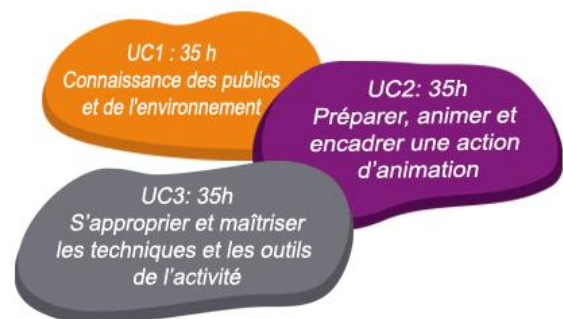 UC1 : 35 h
Connaissance des publics
et de l'environnement
UC2: 35h
Préparer, animer et
encadrer une action
d'animation
UC3: 35h
S'approprier et maîtriser
les techniques et les outils
de l'activité